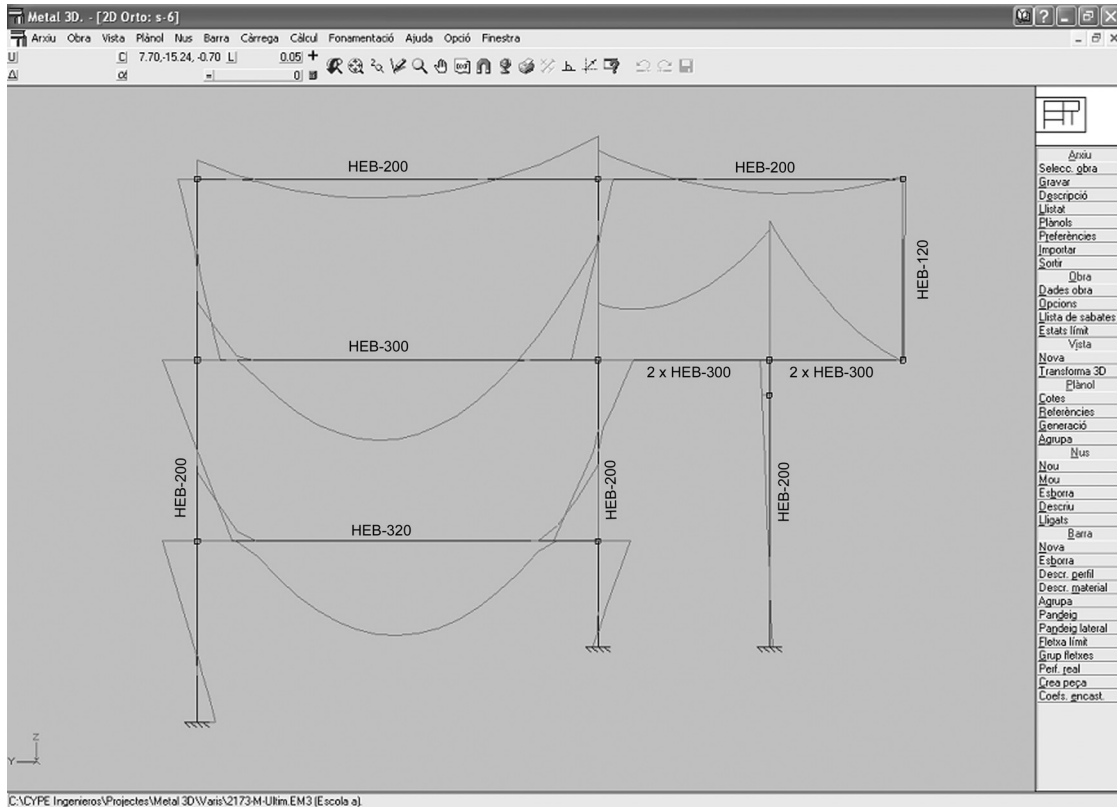 Metal 3D. - [2D Orto: s-6]
Arxiu Obra Vista Plànol Nus Barra Càrrega Càlcul Fonamentació Ajuda Opció Finestra
U C 7.70,-15.24, -0.70 L 0.05
Δ α = 0
HEB-200 HEB-200
HEB-120
HEB-300
2 x HEB-300 2 x HEB-300
HEB-200 HEB-200 HEB-200
HEB-320
Z
Y X
Arxiu
Selecc. obra
Gravar
Descripció
Llistat
Plànols
Preferències
Importar
Sortir
Obra
Dades obra
Opcions
Llista de sabates
Estats límit
Vista
Nova
Transforma 3D
Plànol
Cotes
Referències
Generació
Agrupa
Nus
Nou
Mou
Esborra
Descriu
Lligats
Barra
Nova
Esborra
Descr. perfil
Descr. material
Agrupa
Pandeig
Pandeig lateral
Fletxa límit
Grup fletxes
Perf. real
Crea peça
Coefs. encast.
C:\CYPE Ingenieros\Projectes\Metal 3D\Varis\2173-M-Ultim.EM3 (Escola a).